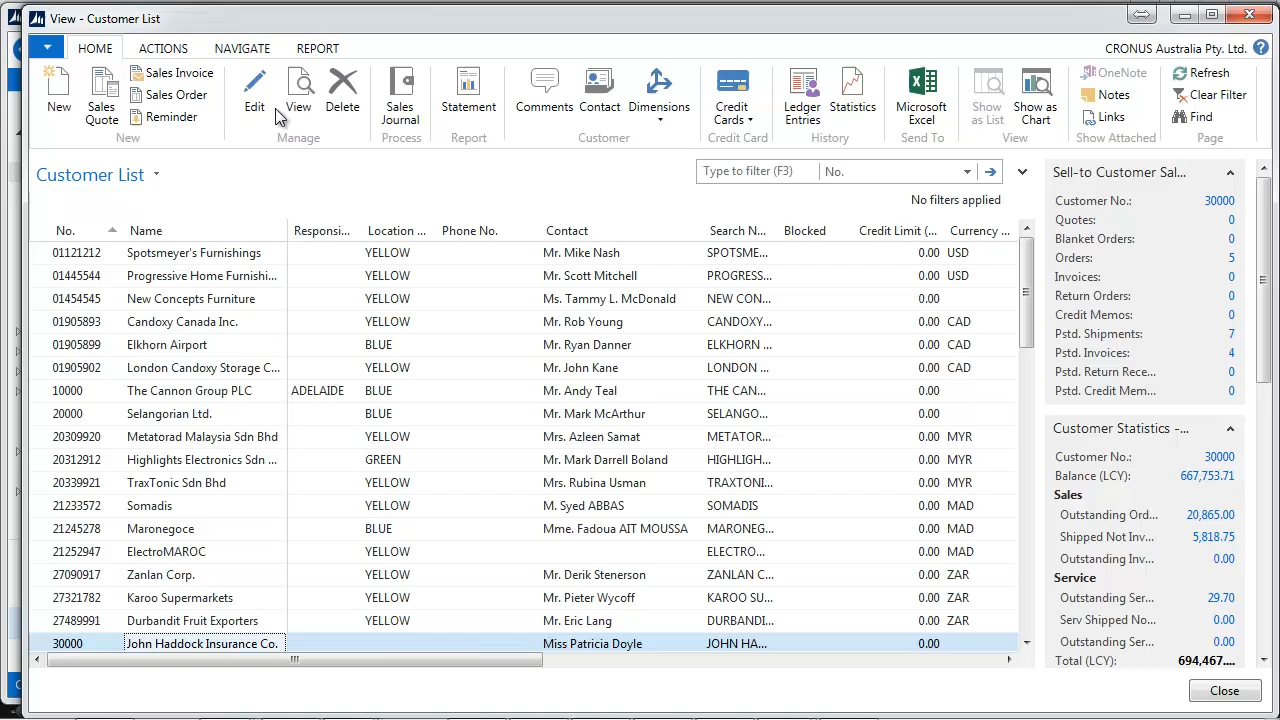 View - Customer List
HOME ACTIONS NAVIGATE REPORT
CRONUS Australia Pty. Ltd.
New
Sales Quote
Sales Invoice
Sales Order
Reminder
New
Edit
View
Delete
Manage
Sales Journal
Process
Statement
Report
Comments
Contact
Dimensions
Customer
Credit Cards
Credit Card
Ledger Entries
Statistics
History
Microsoft Excel
Send To
Show as List
Show as Chart
View
OneNote
Notes
Links
Show Attached
Refresh
Clear Filter
Find
Page
Customer List
Type to filter (F3) No.
No filters applied
No. Name Responsi... Location ... Phone No. Contact Search N... Blocked Credit Limit (... Currency ...
01121212 Spotsmeyer's Furnishings YELLOW Mr. Mike Nash SPOTSME... 0.00 USD
01445544 Progressive Home Furnishi... YELLOW Mr. Scott Mitchell PROGRESS... 0.00 USD
01454545 New Concepts Furniture YELLOW Ms. Tammy L. McDonald NEW CON... 0.00
01905893 Candoxy Canada Inc. YELLOW Mr. Rob Young CANDOXY... 0.00 CAD
01905899 Elkhorn Airport BLUE Mr. Ryan Danner ELKHORN ... 0.00 CAD
01905902 London Candoxy Storage C... YELLOW Mr. John Kane LONDON ... 0.00 CAD
10000 The Cannon Group PLC ADELAIDE BLUE Mr. Andy Teal THE CAN... 0.00
20000 Selangorian Ltd. BLUE Mr. Mark McArthur SELANGO... 0.00
20309920 Metatorad Malaysia Sdn Bhd YELLOW Mrs. Azleen Samat METATOR... 0.00 MYR
20312912 Highlights Electronics Sdn ... GREEN Mr. Mark Darrell Boland HIGHLIGH... 0.00 MYR
20339921 TraxTonic Sdn Bhd YELLOW Mrs. Rubina Usman TRAXTONI... 0.00 MYR
21233572 Somadis YELLOW M. Syed ABBAS SOMADIS 0.00 MAD
21245278 Maronegoce BLUE Mme. Fadoua AIT MOUSSA MARONEG... 0.00 MAD
21252947 ElectroMAROC YELLOW ELECTRO... 0.00 MAD
27090917 Zanlan Corp. YELLOW Mr. Derik Stenerson ZANLAN C... 0.00 ZAR
27321782 Karoo Supermarkets YELLOW Mr. Pieter Wycoff KAROO SU... 0.00 ZAR
27489991 Durbandit Fruit Exporters YELLOW Mr. Eric Lang DURBANDI... 0.00 ZAR
30000 John Haddock Insurance Co. Miss Patricia Doyle JOHN HA... 0.00
Sell-to Customer Sal...
Customer No.: 30000
Quotes: 0
Blanket Orders: 0
Orders: 5
Invoices: 0
Return Orders: 0
Credit Memos: 0
Pstd. Shipments: 7
Pstd. Invoices: 4
Pstd. Return Rece... 0
Pstd. Credit Mem... 0
Customer Statistics -...
Customer No.: 30000
Balance (LCY): 667,753.71
Sales
Outstanding Ord... 20,865.00
Shipped Not Inv... 5,818.75
Outstanding Inv... 0.00
Service
Outstanding Ser... 29.70
Serv Shipped No... 0.00
Outstanding Ser... 0.00
Total (LCY): 694,467....
Close